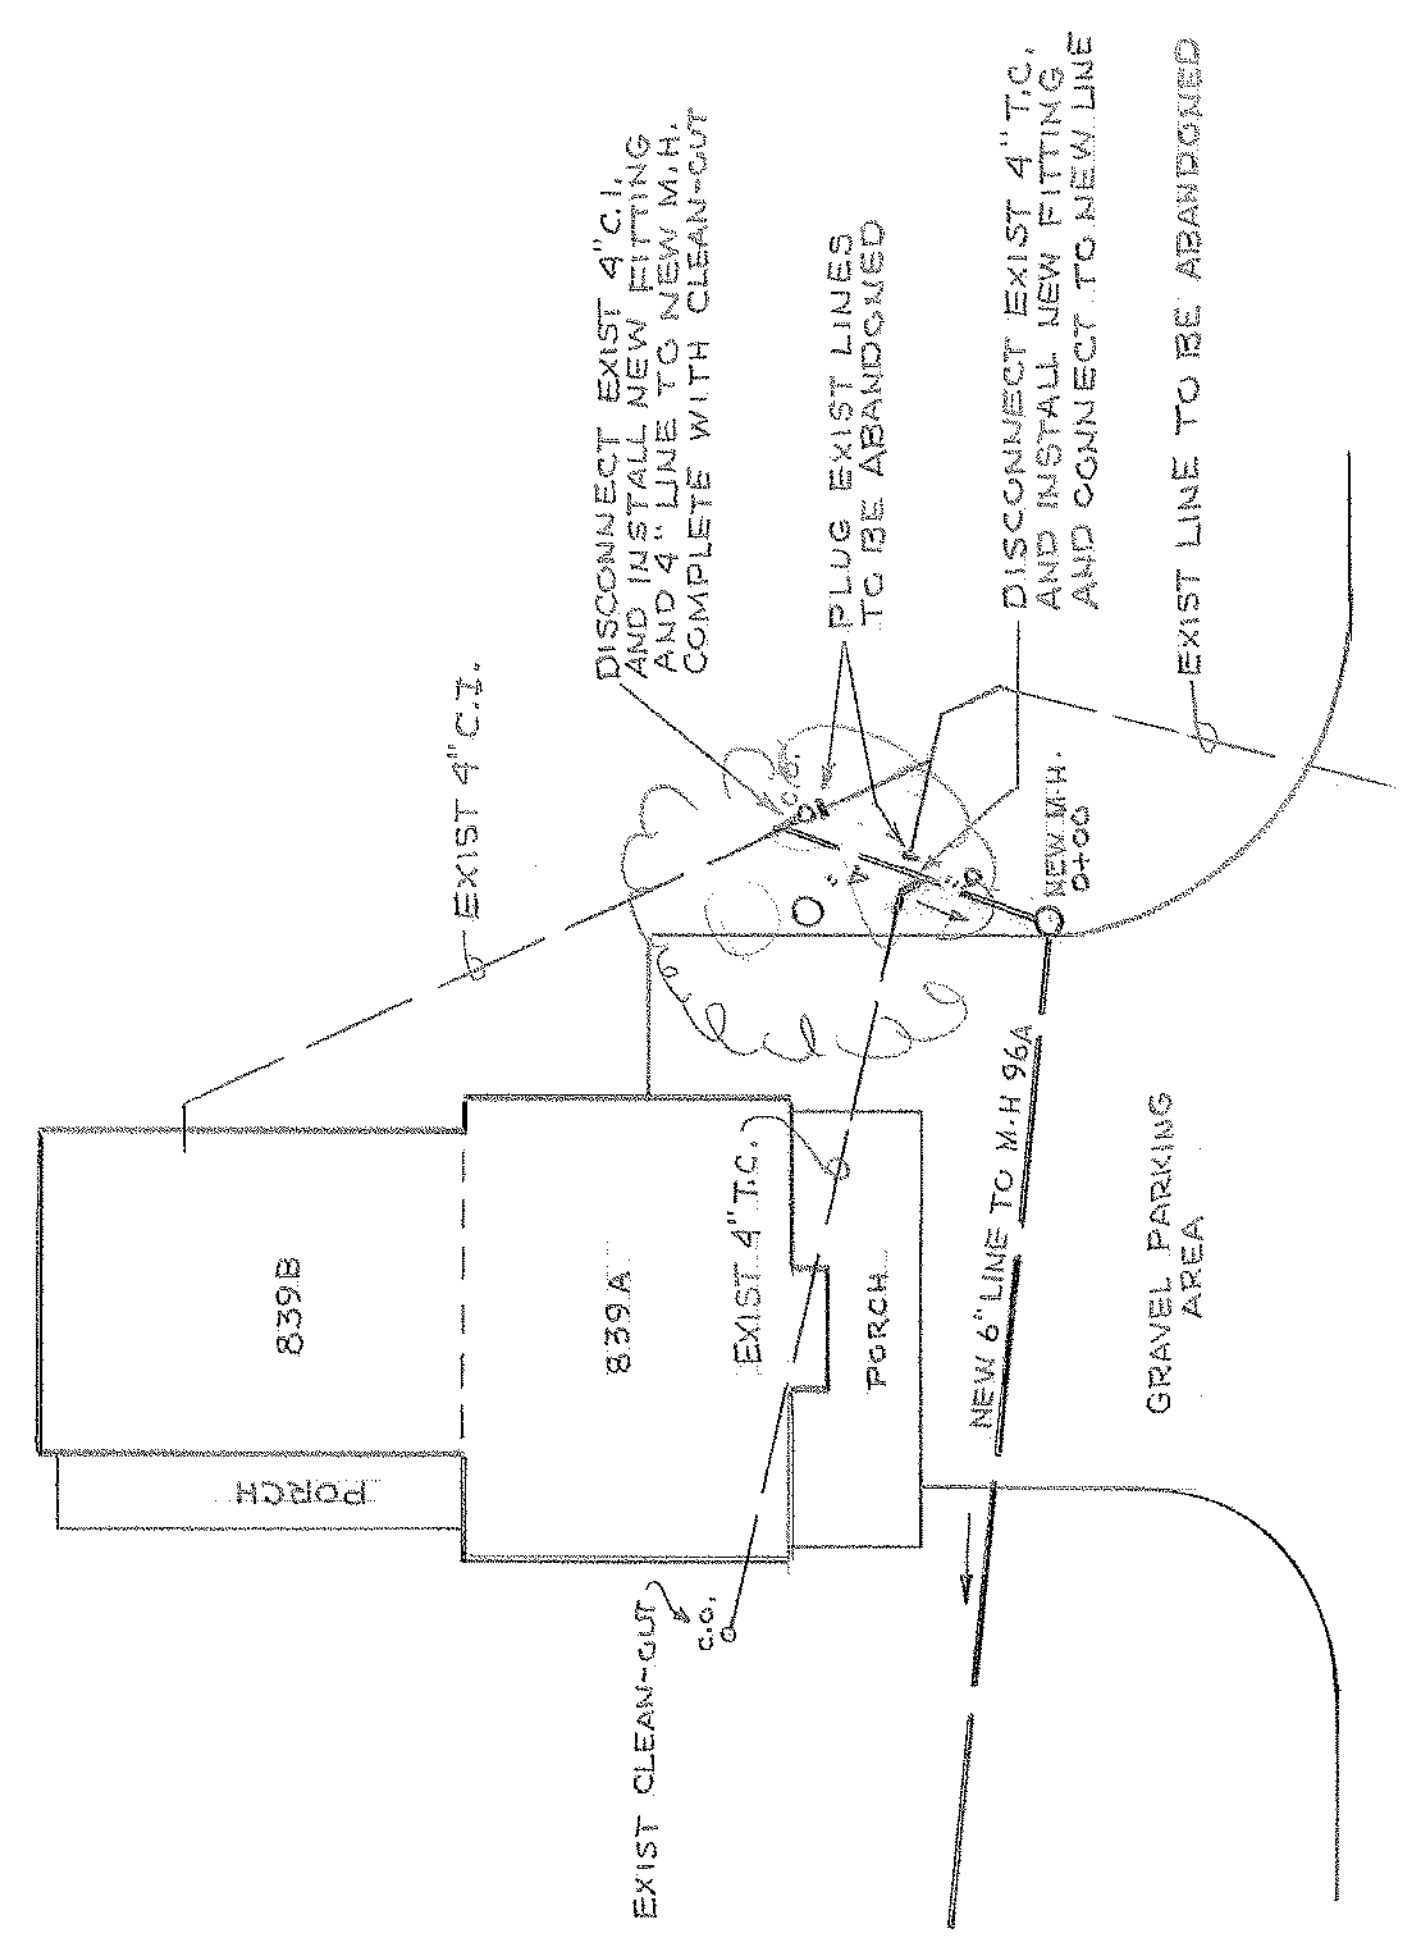 EXIST 4" C.I.
DISCONNECT EXIST 4" C.I.
AND INSTALL NEW FITTING
AND 4" LINE TO NEW M.H.
COMPLETE WITH CLEAN-OUT
PLUG EXIST LINES
TO BE ABANDONED
DISCONNECT EXIST 4" T.C.
AND INSTALL NEW FITTING
AND CONNECT TO NEW LINE
EXIST LINE TO BE ABANDONED
C.O.
4"
NEW M.H.
0+00
839B
PORCH
839A
EXIST 4" T.C.
PORCH
NEW 6" LINE TO M.H 96A
GRAVEL PARKING
AREA
EXIST CLEAN-OUT
C.O.